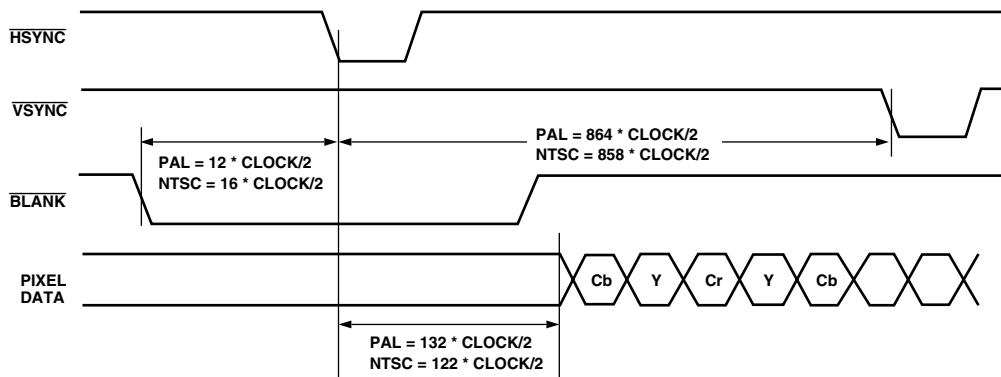 HSYNC
VSYNC
PAL = 864 * CLOCK/2
NTSC = 858 * CLOCK/2
PAL = 12 * CLOCK/2
NTSC = 16 * CLOCK/2
BLANK
PIXEL
DATA
Cb Y Cr Y Cb
PAL = 132 * CLOCK/2
NTSC = 122 * CLOCK/2